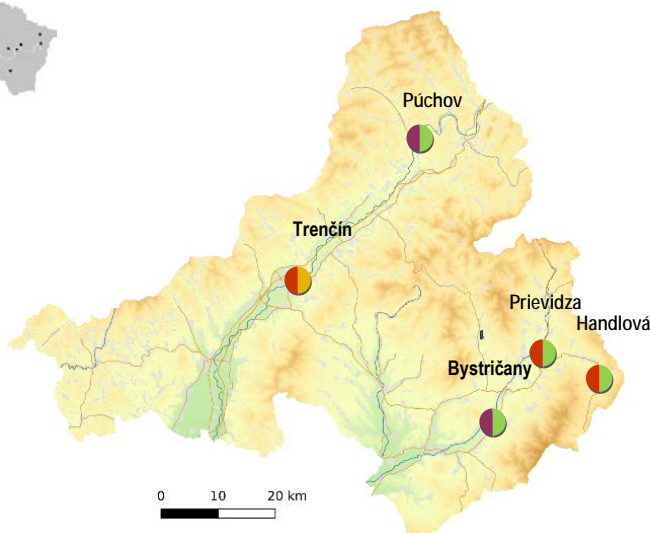 Púchov
Trenčín
Prievidza
Handlová
Bystričany
0 10 20 km